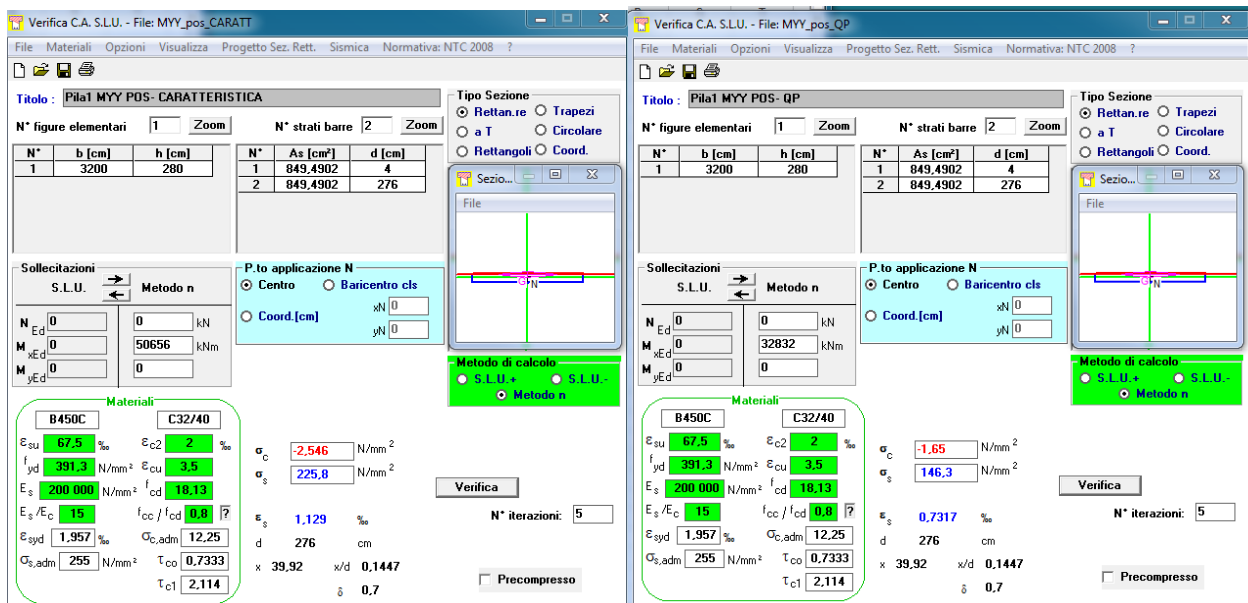 Verifica C.A. S.L.U. - File: MYY_pos_CARATT
File Materiali Opzioni Visualizza Progetto Sez. Rett. Sismica Normativa: NTC 2008 ?
Titolo : Pila1 MYY POS- CARATTERISTICA
N° figure elementari 1 Zoom N° strati barre 2 Zoom
N° b [cm] h [cm]
1 3200 280
N° As [cm²] d [cm]
1 849,4902 4
2 849,4902 276
Tipo Sezione
Rettan.re Trapezi
a T Circolare
Rettangoli Coord.
Sezio...
File
G N
Sollecitazioni
S.L.U. Metodo n
N Ed 0 0 kN
M xEd 0 50656 kNm
M yEd 0 0
P.to applicazione N
Centro Baricentro cls
Coord.[cm] xN 0
yN 0
Metodo di calcolo
S.L.U.+ S.L.U.-
Metodo n
Materiali
B450C C32/40
εsu 67,5 ‰ εc2 2 ‰
fyd 391,3 N/mm² εcu 3,5
Es 200 000 N/mm² fcd 18,13
Es /Ec 15 fcc / fcd 0,8 ?
εsyd 1,957 ‰ σc,adm 12,25
σs,adm 255 N/mm² τco 0,7333
τc1 2,114
σc -2,546 N/mm²
σs 225,8 N/mm²
εs 1,129 ‰
d 276 cm
x 39,92 x/d 0,1447
δ 0,7
Verifica
N° iterazioni: 5
Precompresso
Verifica C.A. S.L.U. - File: MYY_pos_QP
File Materiali Opzioni Visualizza Progetto Sez. Rett. Sismica Normativa: NTC 2008 ?
Titolo : Pila1 MYY POS- QP
N° figure elementari 1 Zoom N° strati barre 2 Zoom
N° b [cm] h [cm]
1 3200 280
N° As [cm²] d [cm]
1 849,4902 4
2 849,4902 276
Tipo Sezione
Rettan.re Trapezi
a T Circolare
Rettangoli Coord.
Sezio...
File
G N
Sollecitazioni
S.L.U. Metodo n
N Ed 0 0 kN
M xEd 0 32832 kNm
M yEd 0 0
P.to applicazione N
Centro Baricentro cls
Coord.[cm] xN 0
yN 0
Metodo di calcolo
S.L.U.+ S.L.U.-
Metodo n
Materiali
B450C C32/40
εsu 67,5 ‰ εc2 2 ‰
fyd 391,3 N/mm² εcu 3,5
Es 200 000 N/mm² fcd 18,13
Es /Ec 15 fcc / fcd 0,8 ?
εsyd 1,957 ‰ σc,adm 12,25
σs,adm 255 N/mm² τco 0,7333
τc1 2,114
σc -1,65 N/mm²
σs 146,3 N/mm²
εs 0,7317 ‰
d 276 cm
x 39,92 x/d 0,1447
δ 0,7
Verifica
N° iterazioni: 5
Precompresso